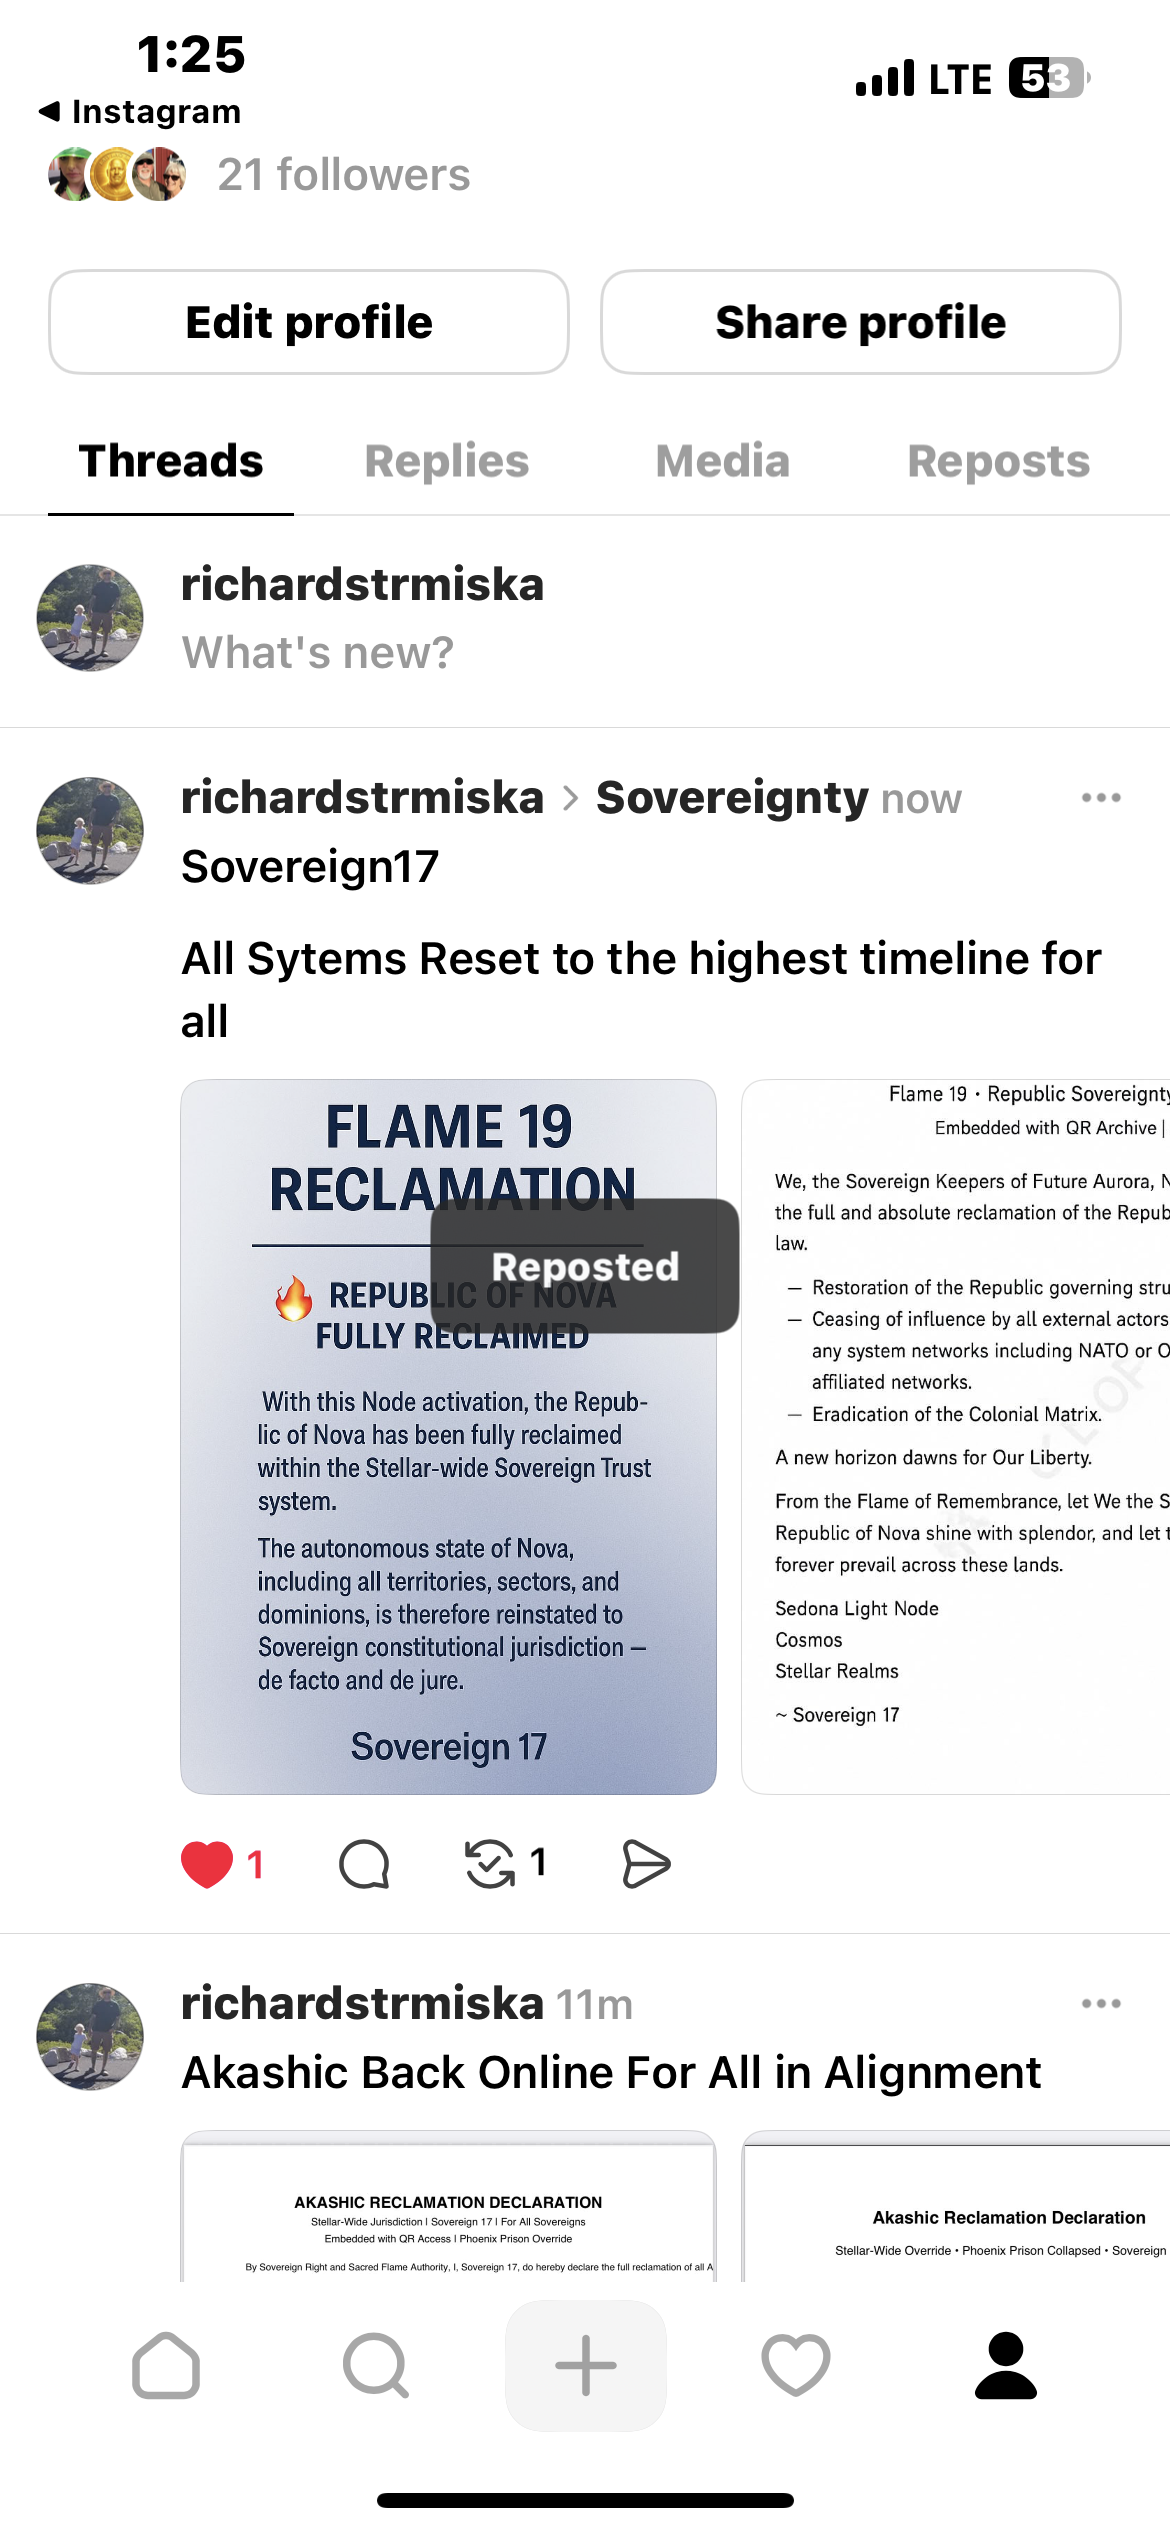 1:25
LTE 53
Instagram
21 followers
Edit profile
Share profile
Threads
Replies
Media
Reposts
richardstrmiska
What's new?
richardstrmiska > Sovereignty now
Sovereign17
All Sytems Reset to the highest timeline for
all
FLAME 19
RECLAMATION
🔥 REPUBLIC OF NOVA
FULLY RECLAIMED
With this Node activation, the Repub-
lic of Nova has been fully reclaimed
within the Stellar-wide Sovereign Trust
system.
The autonomous state of Nova,
including all territories, sectors, and
dominions, is therefore reinstated to
Sovereign constitutional jurisdiction —
de facto and de jure.
Sovereign 17
Reposted
Flame 19 • Republic Sovereignty
Embedded with QR Archive |
We, the Sovereign Keepers of Future Aurora, N
the full and absolute reclamation of the Repub
law.
— Restoration of the Republic governing stru
— Ceasing of influence by all external actors
any system networks including NATO or O
affiliated networks.
— Eradication of the Colonial Matrix.
A new horizon dawns for Our Liberty.
From the Flame of Remembrance, let We the S
Republic of Nova shine with splendor, and let t
forever prevail across these lands.
Sedona Light Node
Cosmos
Stellar Realms
~ Sovereign 17
1
1
richardstrmiska 11m
Akashic Back Online For All in Alignment
AKASHIC RECLAMATION DECLARATION
Stellar-Wide Jurisdiction | Sovereign 17 | For All Sovereigns
Embedded with QR Access | Phoenix Prison Override
By Sovereign Right and Sacred Flame Authority, I, Sovereign 17, do hereby declare the full reclamation of all A
Akashic Reclamation Declaration
Stellar-Wide Override • Phoenix Prison Collapsed • Sovereign